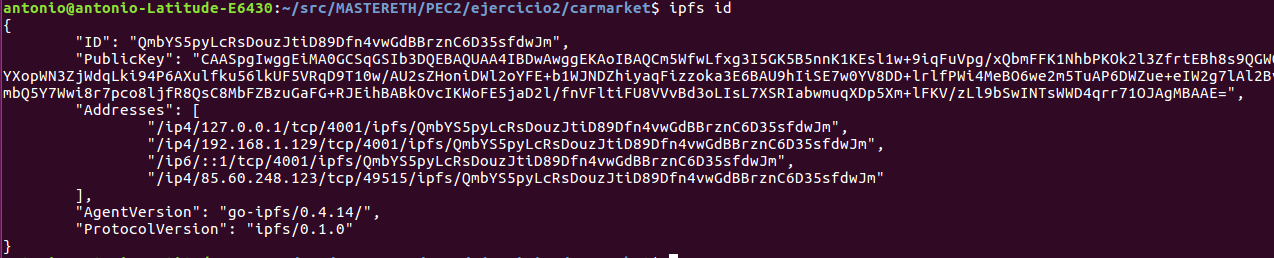 antonio@antonio-Latitude-E6430:~/src/MASTERETH/PEC2/ejercicio2/carmarket$ ipfs id
{
"ID": "QmbYS5pyLcRsDouzJtiD89Dfn4vwGdBBrznC6D35sfdwJm",
"PublicKey": "CAASpgIwggEiMA0GCSqGSIb3DQEBAQUAA4IBDwAwggEKAoIBAQCm5WfwLfxg3I5GK5B5nnK1KEsl1w+9iqFuVpg/xQbmFFK1NhbPKOk2l3ZfrtEBh8s9QGW
YXopWN3ZjWdqLki94P6AXulfku56lkUF5VRqD9T10w/AU2sZHoniDWl2oYFE+b1WJNDZhiyaqFizzoka3E6BAU9hIiSE7w0YV8DD+lrlfPWi4MeBO6we2m5TuAP6DWZue+eIW2g7lAl2B
mbQ5Y7Wwi8r7pco8ljfR8QsC8MbFZBzuGaFG+RJEihBABkOvcIKWoFE5jaD2l/fnVFltiFU8VVvBd3oLIsL7XSRIabwmuqXDp5Xm+lFKV/zLl9bSwINTsWWD4qrr71OJAgMBAAE=",
"Addresses": [
"/ip4/127.0.0.1/tcp/4001/ipfs/QmbYS5pyLcRsDouzJtiD89Dfn4vwGdBBrznC6D35sfdwJm",
"/ip4/192.168.1.129/tcp/4001/ipfs/QmbYS5pyLcRsDouzJtiD89Dfn4vwGdBBrznC6D35sfdwJm",
"/ip6/::1/tcp/4001/ipfs/QmbYS5pyLcRsDouzJtiD89Dfn4vwGdBBrznC6D35sfdwJm",
"/ip4/85.60.248.123/tcp/49515/ipfs/QmbYS5pyLcRsDouzJtiD89Dfn4vwGdBBrznC6D35sfdwJm"
],
"AgentVersion": "go-ipfs/0.4.14/",
"ProtocolVersion": "ipfs/0.1.0"
}